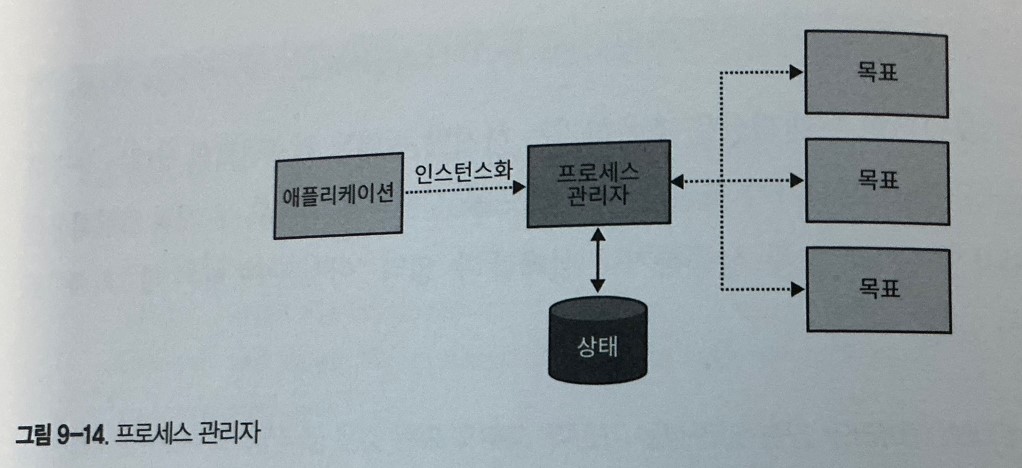 목표
애플리케이션
인스턴스화
프로세스
관리자
목표
목표
상태
그림 9-14. 프로세스 관리자